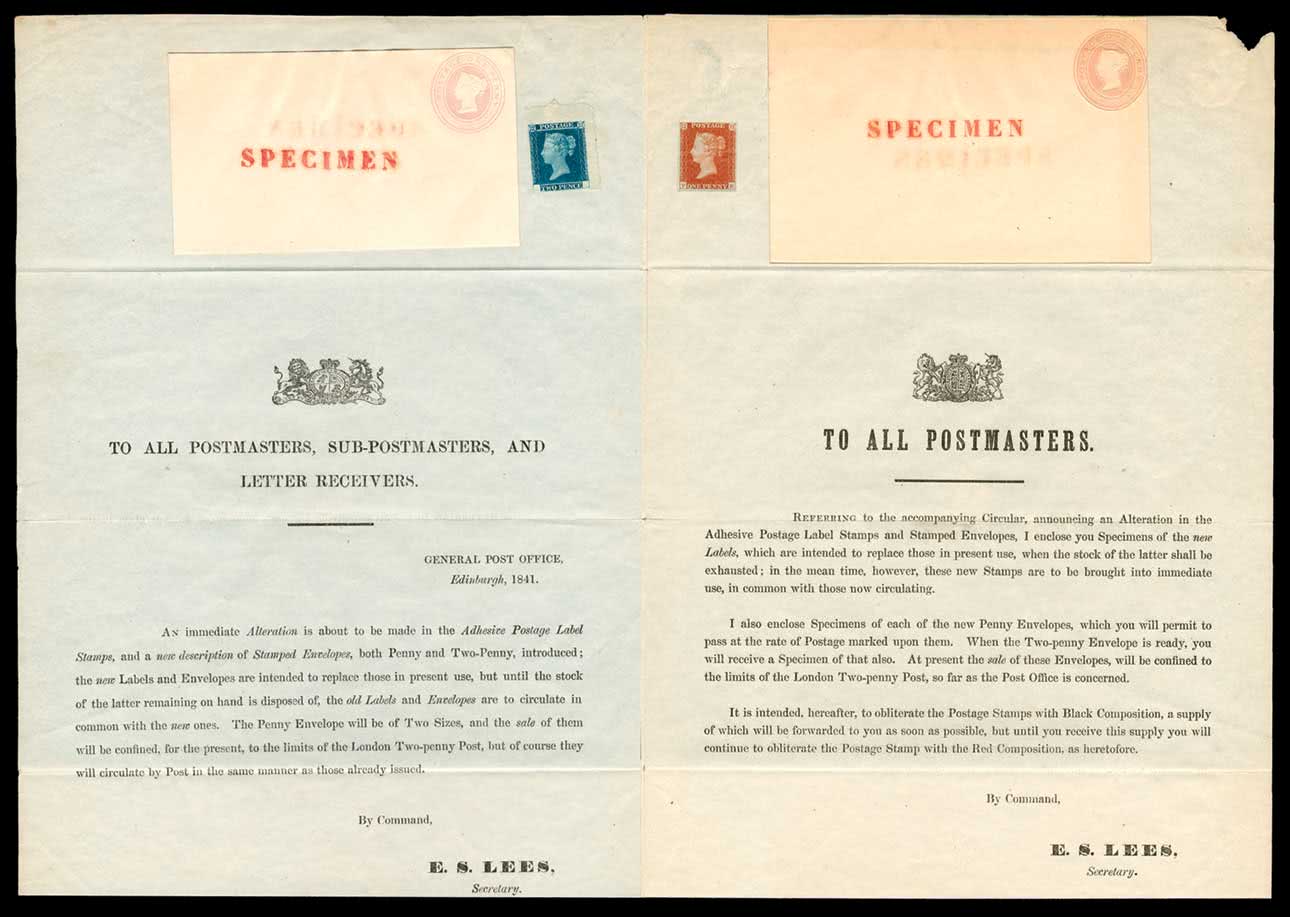 SPECIMEN
POSTAGE
TWO PENCE
TO ALL POSTMASTERS, SUB-POSTMASTERS, AND
LETTER RECEIVERS.
GENERAL POST OFFICE,
Edinburgh, 1841.
An immediate Alteration is about to be made in the Adhesive Postage Label
Stamps, and a new description of Stamped Envelopes, both Penny and Two-Penny, introduced;
the new Labels and Envelopes are intended to replace those in present use, but until the stock
of the latter remaining on hand is disposed of, the old Labels and Envelopes are to circulate in
common with the new ones. The Penny Envelope will be of Two Sizes, and the sale of them
will be confined, for the present, to the limits of the London Two-penny Post, but of course they
will circulate by Post in the same manner as those already issued.
By Command,
E. S. LEES,
Secretary.
POSTAGE
ONE PENNY
SPECIMEN
TO ALL POSTMASTERS.
Referring to the accompanying Circular, announcing an Alteration in the
Adhesive Postage Label Stamps and Stamped Envelopes, I enclose you Specimens of the new
Labels, which are intended to replace those in present use, when the stock of the latter shall be
exhausted; in the mean time, however, these new Stamps are to be brought into immediate
use, in common with those now circulating.
I also enclose Specimens of each of the new Penny Envelopes, which you will permit to
pass at the rate of Postage marked upon them. When the Two-penny Envelope is ready, you
will receive a Specimen of that also. At present the sale of these Envelopes, will be confined to
the limits of the London Two-penny Post, so far as the Post Office is concerned.
It is intended, hereafter, to obliterate the Postage Stamps with Black Composition, a supply
of which will be forwarded to you as soon as possible, but until you receive this supply you will
continue to obliterate the Postage Stamp with the Red Composition, as heretofore.
By Command,
E. S. LEES,
Secretary.